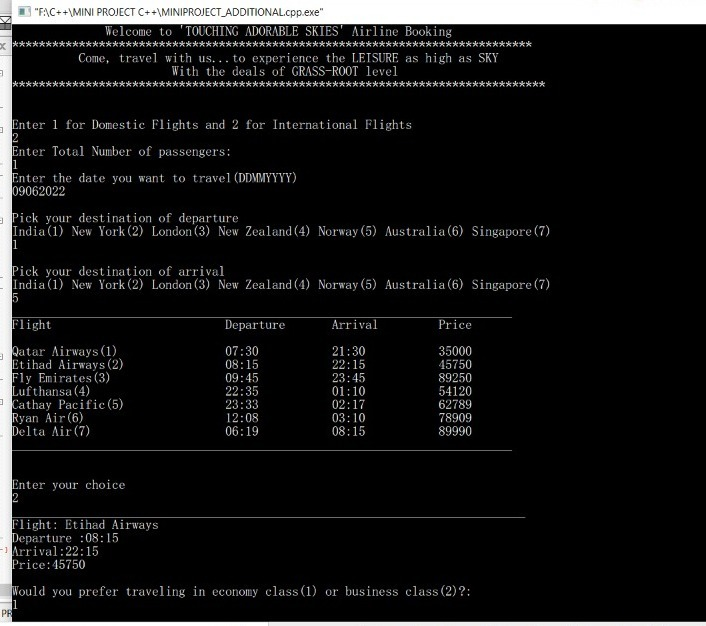 "F:\C++\MINI PROJECT C++\MINIPROJECT_ADDITIONAL.cpp.exe"
Welcome to 'TOUCHING ADORABLE SKIES' Airline Booking
********************************************************************************
Come, travel with us...to experience the LEISURE as high as SKY
With the deals of GRASS-ROOT level
**********************************************************************************
Enter 1 for Domestic Flights and 2 for International Flights
2
Enter Total Number of passengers:
1
Enter the date you want to travel(DDMMYYYY)
09062022
Pick your destination of departure
India(1) New York(2) London(3) New Zealand(4) Norway(5) Australia(6) Singapore(7)
1
Pick your destination of arrival
India(1) New York(2) London(3) New Zealand(4) Norway(5) Australia(6) Singapore(7)
5
Flight Departure Arrival Price
Qatar Airways(1) 07:30 21:30 35000
Etihad Airways(2) 08:15 22:15 45750
Fly Emirates(3) 09:45 23:45 89250
Lufthansa(4) 22:35 01:10 54120
Cathay Pacific(5) 23:33 02:17 62789
Ryan Air(6) 12:08 03:10 78909
Delta Air(7) 06:19 08:15 89990
Enter your choice
2
Flight: Etihad Airways
Departure :08:15
Arrival:22:15
Price:45750
Would you prefer traveling in economy class(1) or business class(2)?:
1
PR